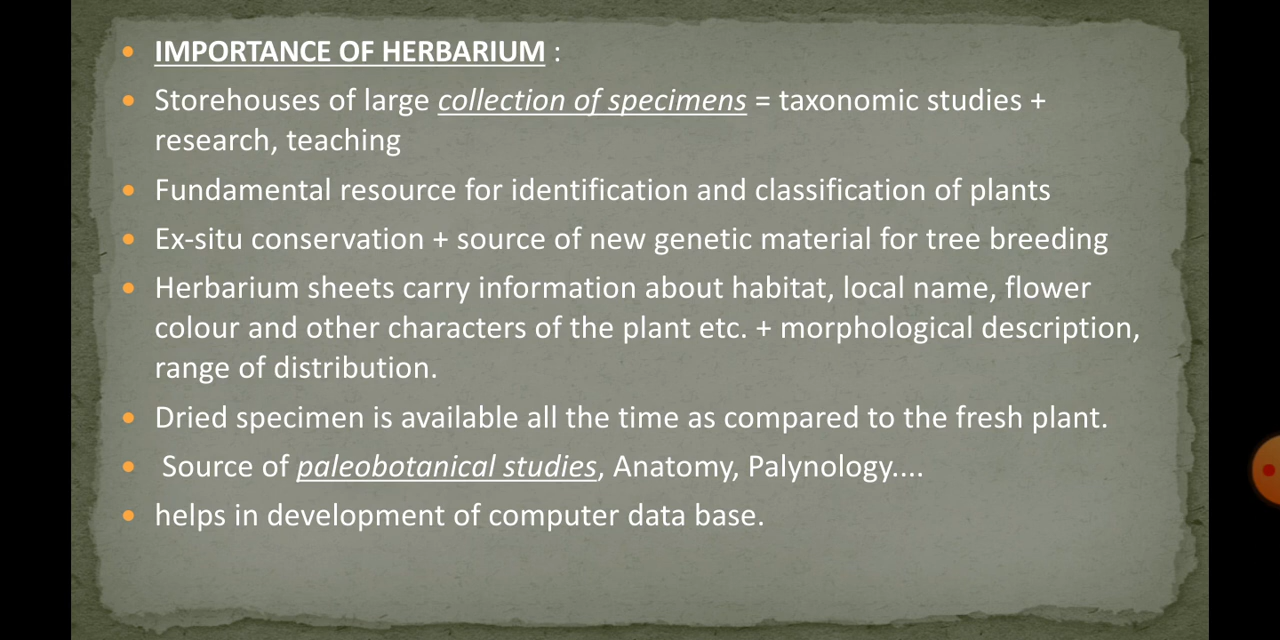 IMPORTANCE OF HERBARIUM :
Storehouses of large collection of specimens = taxonomic studies +
research, teaching
Fundamental resource for identification and classification of plants
Ex-situ conservation + source of new genetic material for tree breeding
Herbarium sheets carry information about habitat, local name, flower
colour and other characters of the plant etc. + morphological description,
range of distribution.
Dried specimen is available all the time as compared to the fresh plant.
Source of paleobotanical studies, Anatomy, Palynology....
helps in development of computer data base.